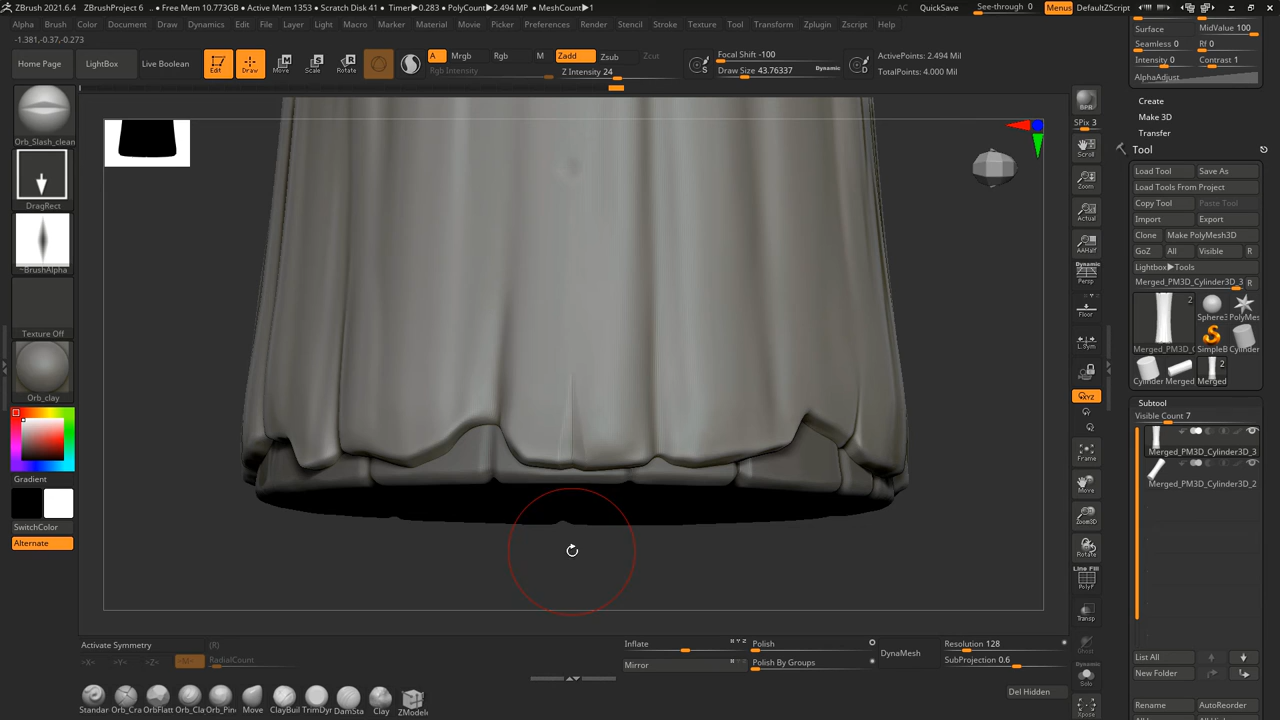 ZBrush 2021.6.4 ZBrushProject 6 .. • Free Mem 10.773GB • Active Mem 1353 • Scratch Disk 41 • Timer▶0.283 • PolyCount▶2.494 MP • MeshCount▶1 AC QuickSave See-through 0 Menus DefaultZScript
Alpha Brush Color Document Draw Dynamics Edit File Layer Light Macro Marker Material Movie Picker Preferences Render Stencil Stroke Texture Tool Transform Zplugin Zscript Help
-1.381,-0.37,-0.273
Home Page LightBox Live Boolean Edit Draw Move Scale Rotate
A Mrgb Rgb M Zadd Zsub Zcut
Rgb Intensity Z Intensity 24
Focal Shift -100
Draw Size 43.76337 Dynamic
ActivePoints: 2.494 Mil
TotalPoints: 4.000 Mil
Orb_Slash_clean
DragRect
~BrushAlpha
Texture Off
Orb_clay
Gradient
SwitchColor
Alternate
BPR
SPix 3
Scroll
Zoom
Actual
AAHalf
Dynamic
Persp
Floor
L.Sym
XYZ
Frame
Move
Zoom3D
Rotate
Line Fill
PolyF
Transp
Ghost
Dynamic
Solo
Xpose
Surface MidValue 100
Seamless 0 Rf 0
Intensity 0 Contrast 1
AlphaAdjust
Create
Make 3D
Transfer
Tool
Load Tool Save As
Load Tools From Project
Copy Tool Paste Tool
Import Export
Clone Make PolyMesh3D
GoZ All Visible R
Lightbox▶Tools
Merged_PM3D_Cylinder3D_3 R
2
Merged_PM3D_C Sphere3 PolyMes
SimpleB Cylinder
2
Cylinder Merged Merged
Subtool
Visible Count 7
Merged_PM3D_Cylinder3D_3
Merged_PM3D_Cylinder3D_2
List All
New Folder
Rename AutoReorder
Activate Symmetry (R)
>X< >Y< >Z< >M< RadialCount
Inflate Polish
Mirror Polish By Groups
DynaMesh
Resolution 128
SubProjection 0.6
Del Hidden
Standar Orb_Cra OrbFlatt Orb_Cla Orb_Pin Move ClayBuil TrimDyr DamSta Clay ZModele